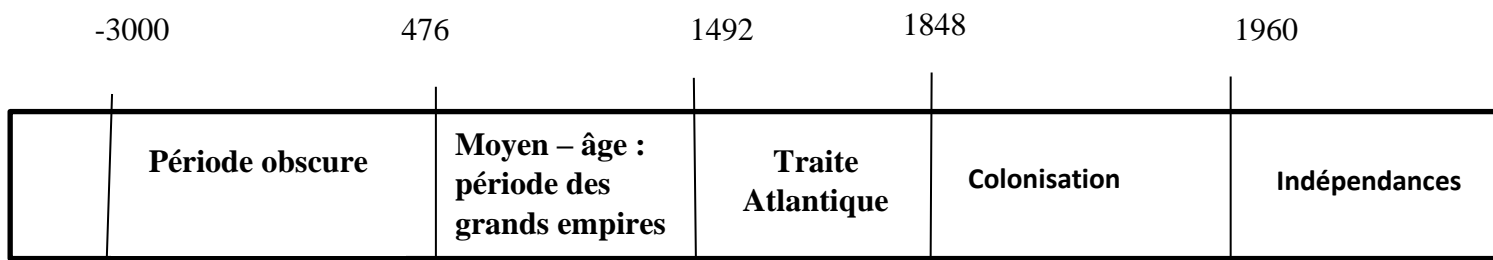 -3000 476 1492 1848 1960
Période obscure
Moyen – âge :
période des
grands empires
Traite
Atlantique
Colonisation
Indépendances